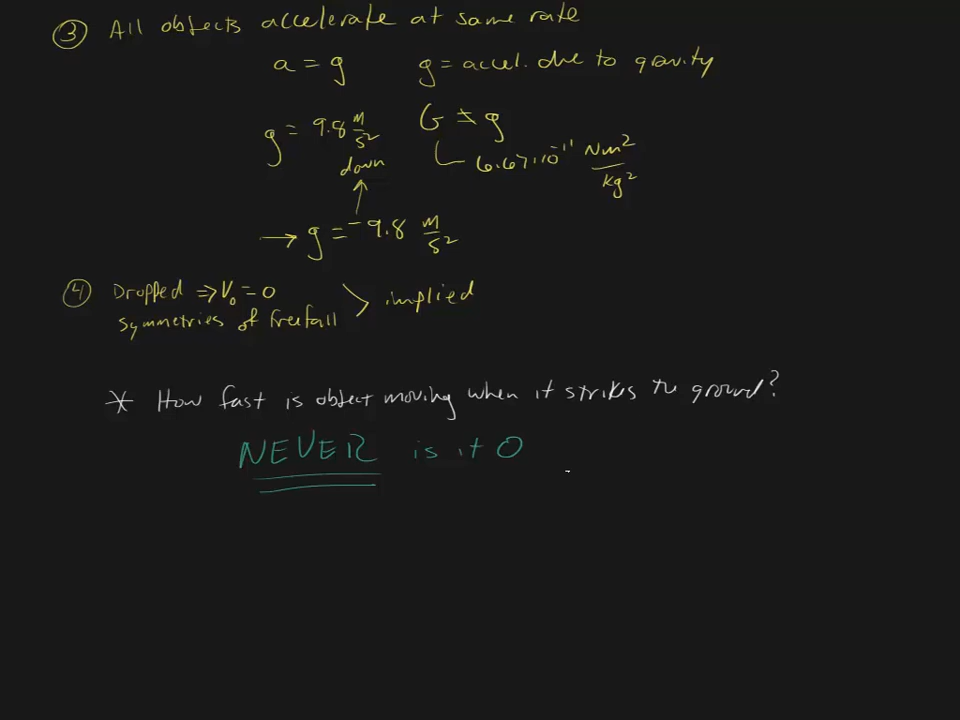 ③ All objects accelerate at same rate
a = g g = accel. due to gravity
g = 9.8 m/s² down G ≠ g
6.67·10⁻¹¹ Nm²/kg²
→ g = -9.8 m/s²
④ Dropped ⇒ V₀ = 0 > implied
symmetries of freefall
* How fast is object moving when it strikes the ground?
NEVER is it 0